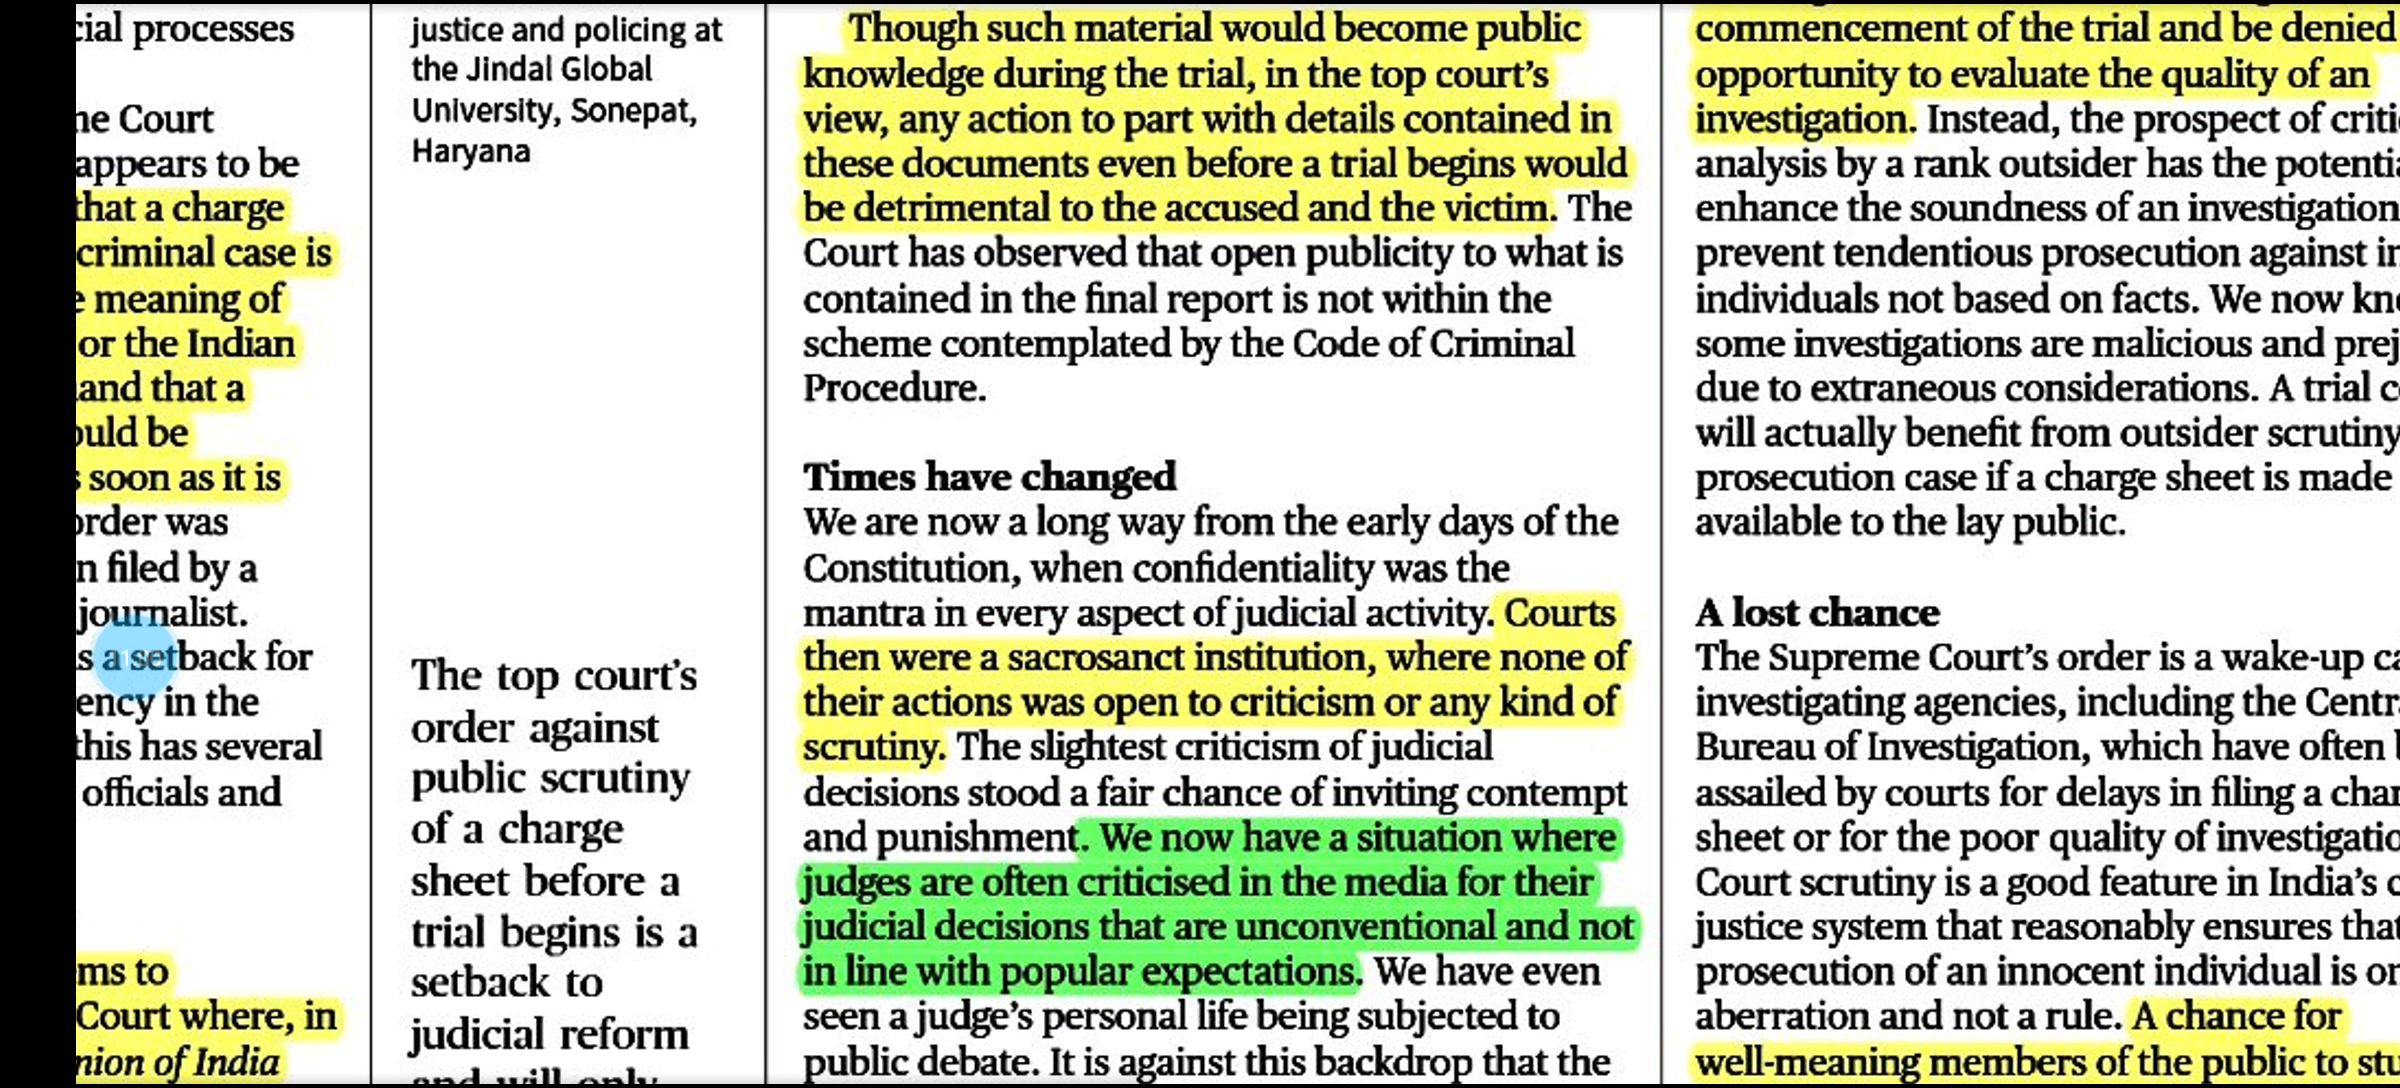 cial processes
he Court
appears to be
that a charge
criminal case is
meaning of
or the Indian
and that a
ould be
soon as it is
order was
n filed by a
journalist.
s a setback for
ency in the
this has several
officials and
ms to
Court where, in
nion of India
justice and policing at
the Jindal Global
University, Sonepat,
Haryana
The top court's
order against
public scrutiny
of a charge
sheet before a
trial begins is a
setback to
judicial reform
and will only
Though such material would become public
knowledge during the trial, in the top court's
view, any action to part with details contained in
these documents even before a trial begins would
be detrimental to the accused and the victim. The
Court has observed that open publicity to what is
contained in the final report is not within the
scheme contemplated by the Code of Criminal
Procedure.
Times have changed
We are now a long way from the early days of the
Constitution, when confidentiality was the
mantra in every aspect of judicial activity. Courts
then were a sacrosanct institution, where none of
their actions was open to criticism or any kind of
scrutiny. The slightest criticism of judicial
decisions stood a fair chance of inviting contempt
and punishment. We now have a situation where
judges are often criticised in the media for their
judicial decisions that are unconventional and not
in line with popular expectations. We have even
seen a judge's personal life being subjected to
public debate. It is against this backdrop that the
commencement of the trial and be denied
opportunity to evaluate the quality of an
investigation. Instead, the prospect of criti
analysis by a rank outsider has the potentia
enhance the soundness of an investigation
prevent tendentious prosecution against in
individuals not based on facts. We now kno
some investigations are malicious and prej
due to extraneous considerations. A trial co
will actually benefit from outsider scrutiny
prosecution case if a charge sheet is made
available to the lay public.
A lost chance
The Supreme Court's order is a wake-up ca
investigating agencies, including the Centr
Bureau of Investigation, which have often b
assailed by courts for delays in filing a char
sheet or for the poor quality of investigatio
Court scrutiny is a good feature in India's c
justice system that reasonably ensures that
prosecution of an innocent individual is or
aberration and not a rule. A chance for
well-meaning members of the public to stu